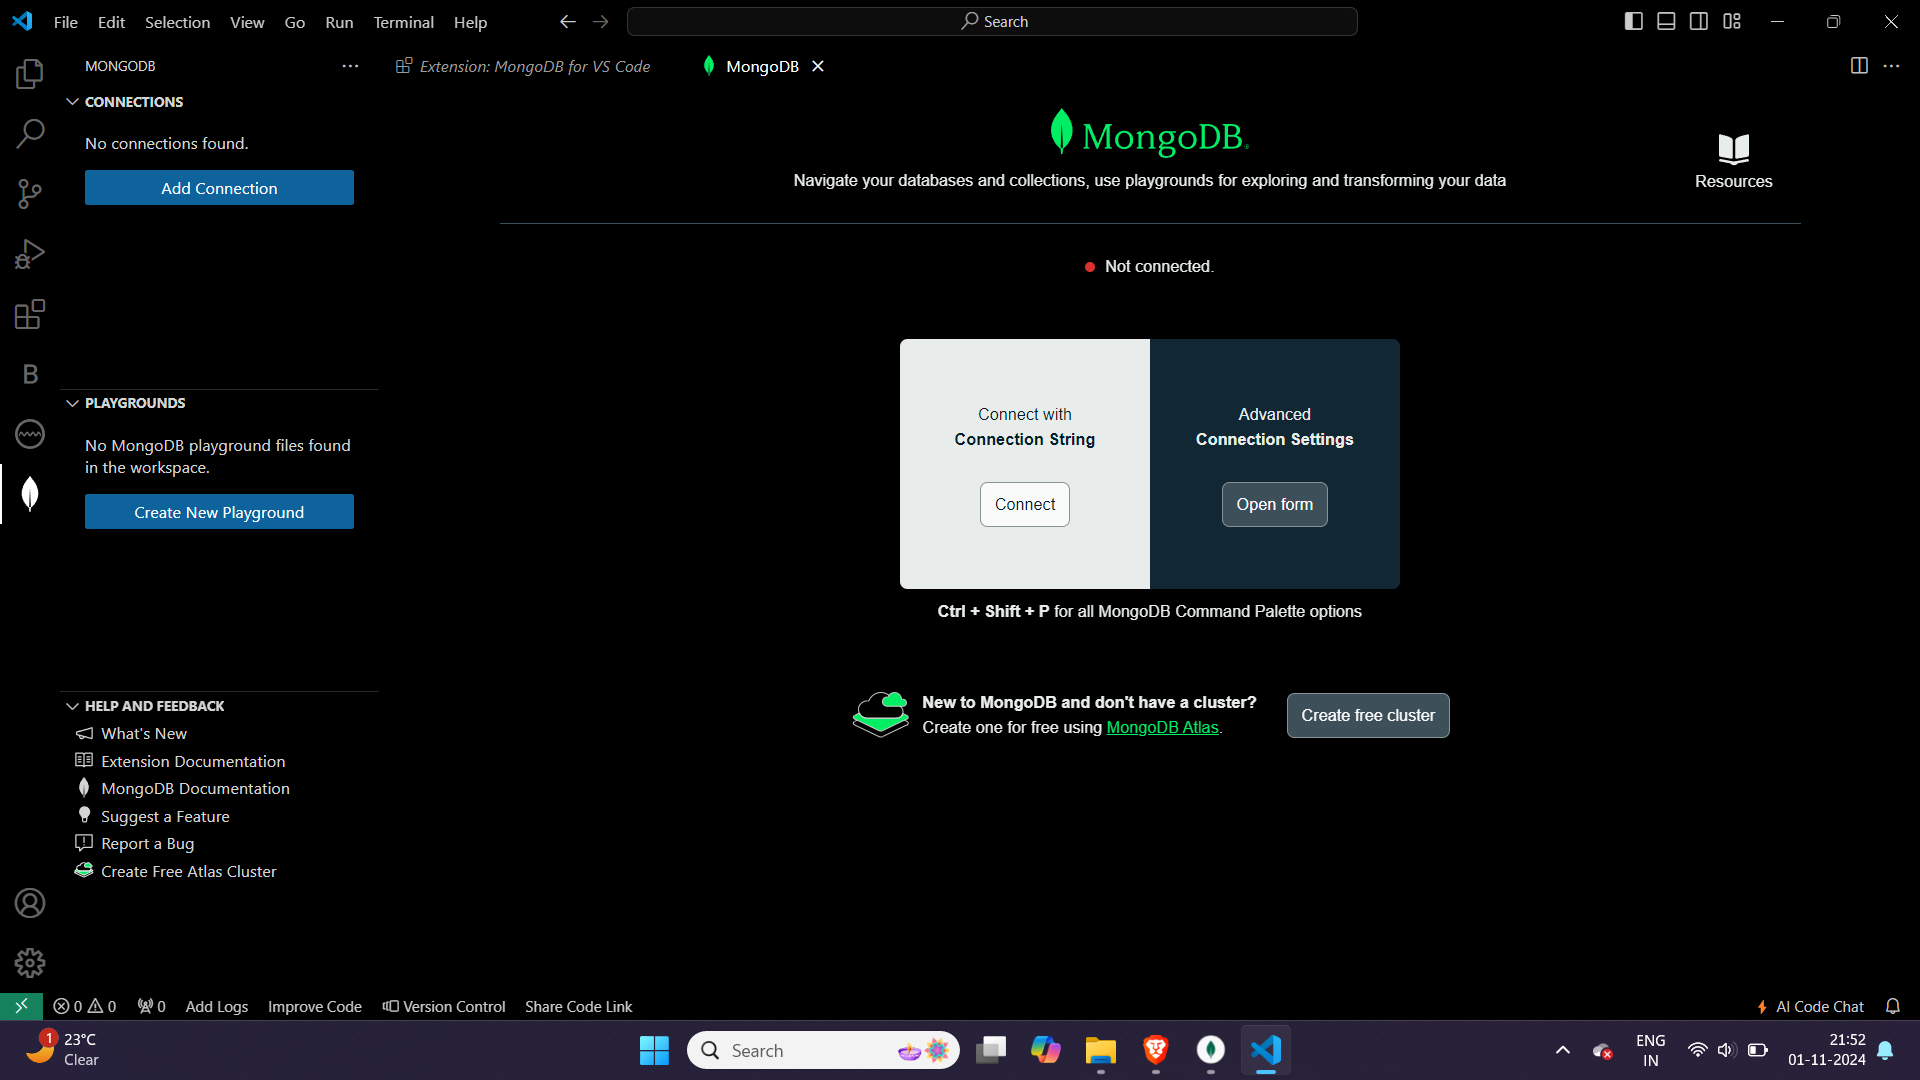 File Edit Selection View Go Run Terminal Help
Search
MONGODB
Extension: MongoDB for VS Code
MongoDB
CONNECTIONS
No connections found.
Add Connection
MongoDB.
Navigate your databases and collections, use playgrounds for exploring and transforming your data
Resources
Not connected.
B
PLAYGROUNDS
No MongoDB playground files found
in the workspace.
Create New Playground
Connect with
Connection String
Connect
Advanced
Connection Settings
Open form
Ctrl + Shift + P for all MongoDB Command Palette options
New to MongoDB and don't have a cluster?
Create one for free using MongoDB Atlas.
Create free cluster
HELP AND FEEDBACK
What's New
Extension Documentation
MongoDB Documentation
Suggest a Feature
Report a Bug
Create Free Atlas Cluster
0 0 0 Add Logs Improve Code Version Control Share Code Link
AI Code Chat
1
23°C
Clear
Search
ENG
IN
21:52
01-11-2024